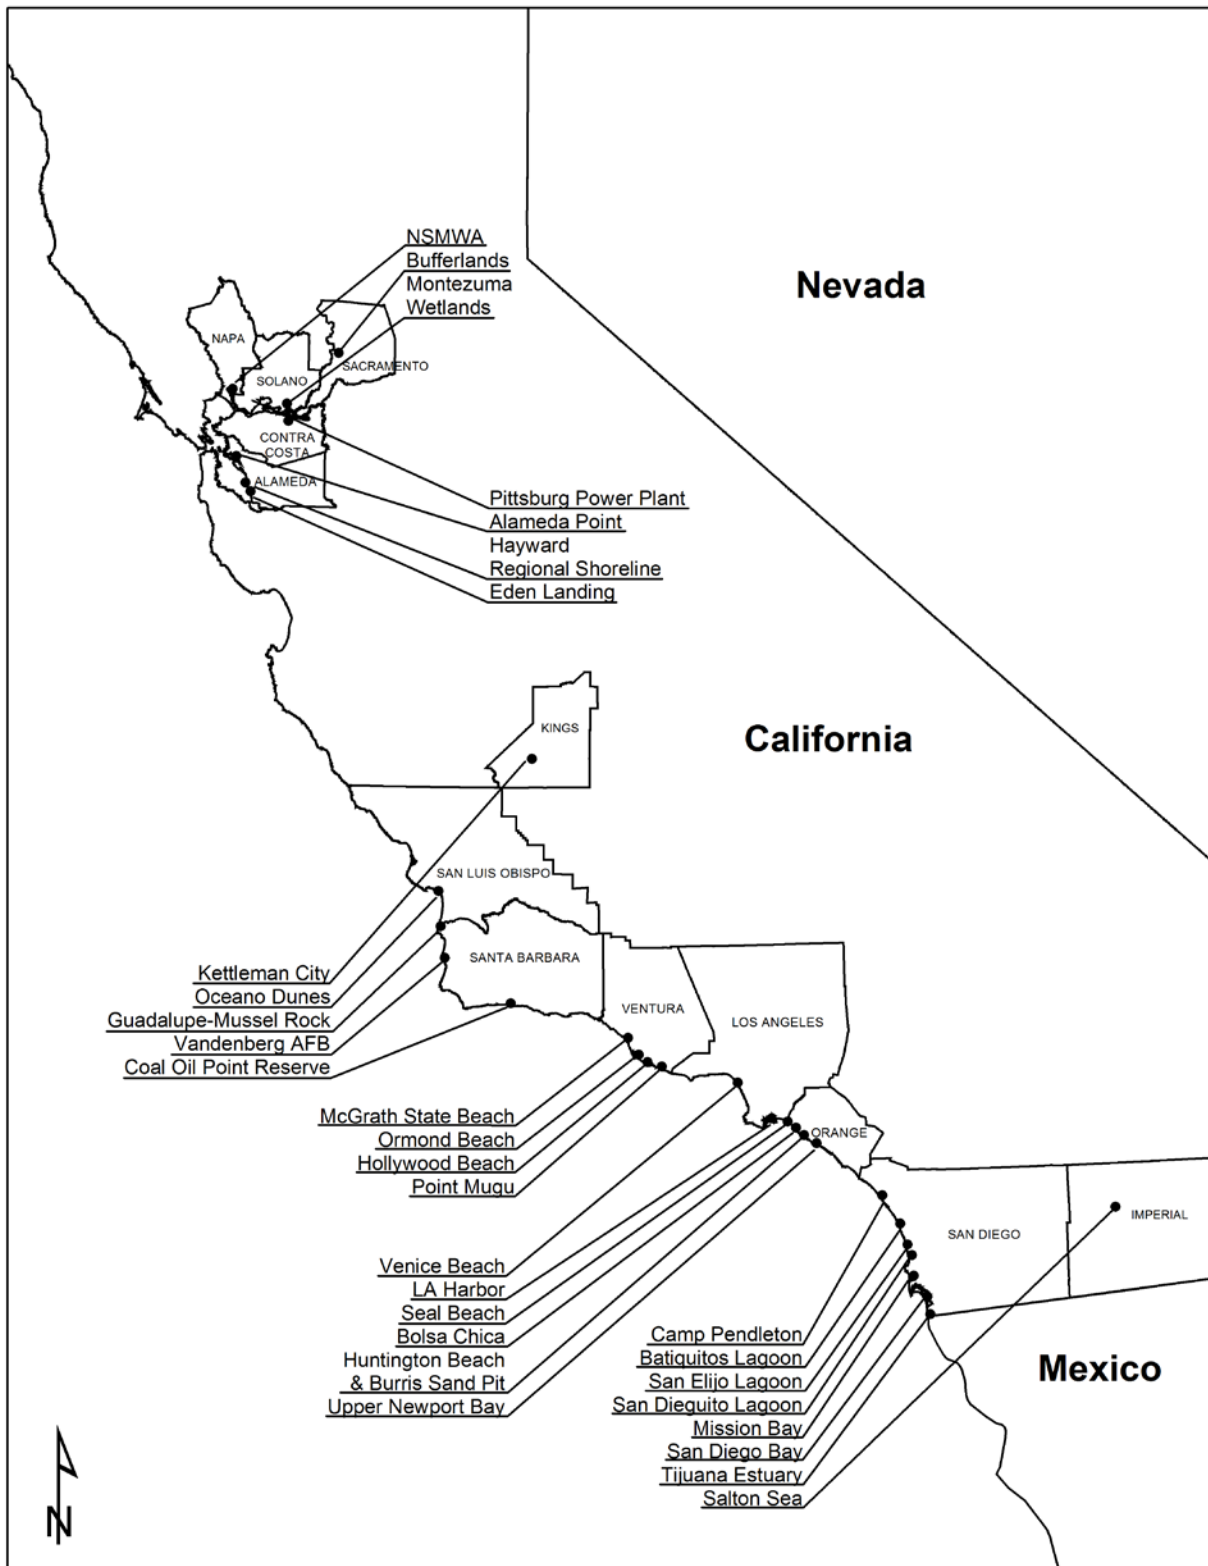 NSMWA
Bufferlands
Montezuma
Wetlands
Nevada
NAPA
SOLANO
SACRAMENTO
CONTRA
COSTA
ALAMEDA
Pittsburg Power Plant
Alameda Point
Hayward
Regional Shoreline
Eden Landing
KINGS
California
SAN LUIS OBISPO
SANTA BARBARA
Kettleman City
Oceano Dunes
Guadalupe-Mussel Rock
Vandenberg AFB
Coal Oil Point Reserve
VENTURA
LOS ANGELES
McGrath State Beach
Ormond Beach
Hollywood Beach
Point Mugu
ORANGE
SAN DIEGO
IMPERIAL
Venice Beach
LA Harbor
Seal Beach
Bolsa Chica
Huntington Beach
& Burris Sand Pit
Upper Newport Bay
Camp Pendleton
Batiquitos Lagoon
San Elijo Lagoon
San Dieguito Lagoon
Mission Bay
San Diego Bay
Tijuana Estuary
Salton Sea
Mexico
N